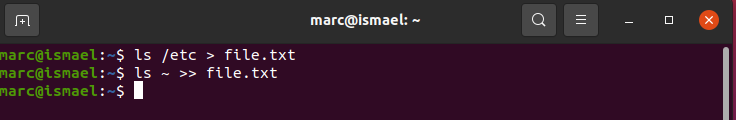 marc@ismael: ~
marc@ismael:~$ ls /etc > file.txt
marc@ismael:~$ ls ~ >> file.txt
marc@ismael:~$